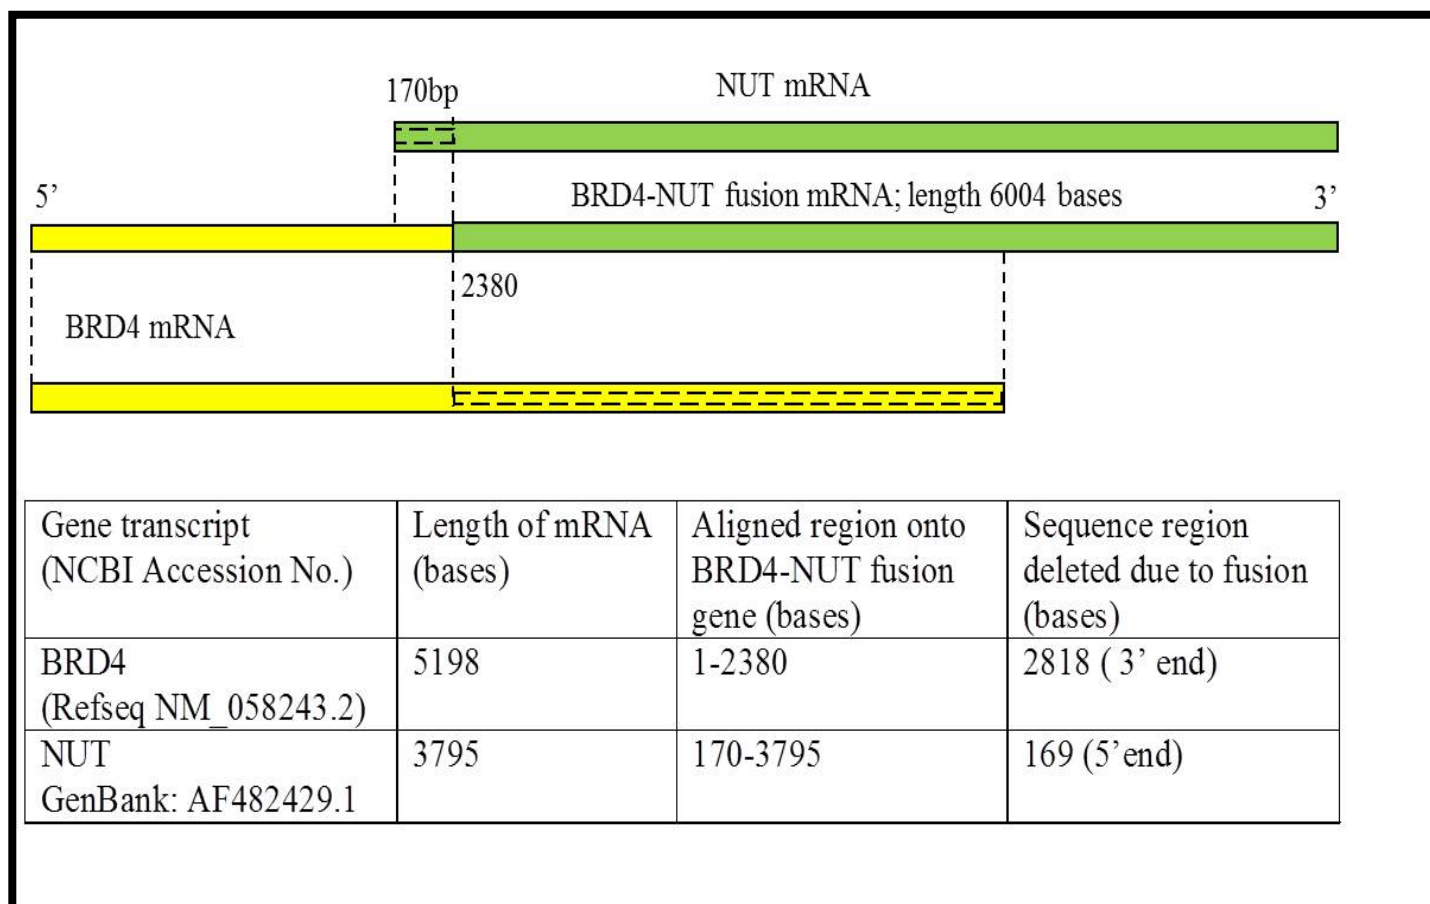 170bp
NUT mRNA
5’
BRD4-NUT fusion mRNA; length 6004 bases
3’
2380
BRD4 mRNA
Gene transcript
(NCBI Accession No.)
Length of mRNA
(bases)
Aligned region onto
BRD4-NUT fusion
gene (bases)
Sequence region
deleted due to fusion
(bases)
BRD4
(Refseq NM_058243.2)
5198
1-2380
2818 ( 3’ end)
NUT
GenBank: AF482429.1
3795
170-3795
169 (5’end)